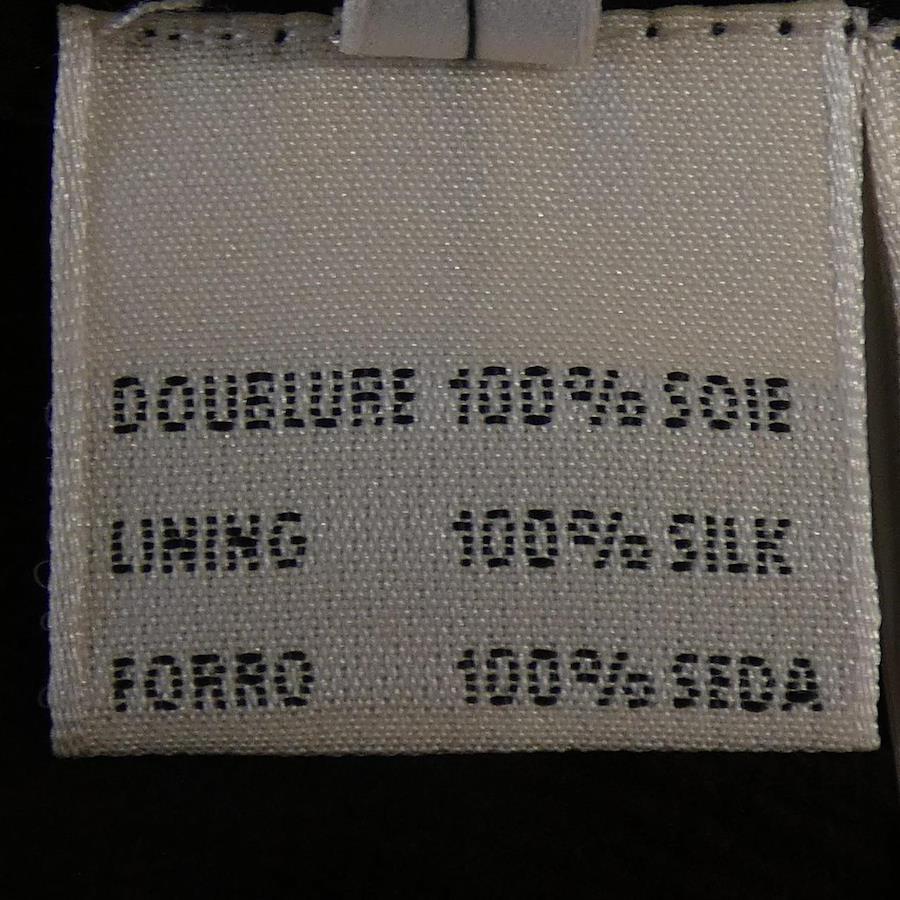 DOUBLURE 100% SOIE
LINING 100% SILK
FORRO 100% SEDA